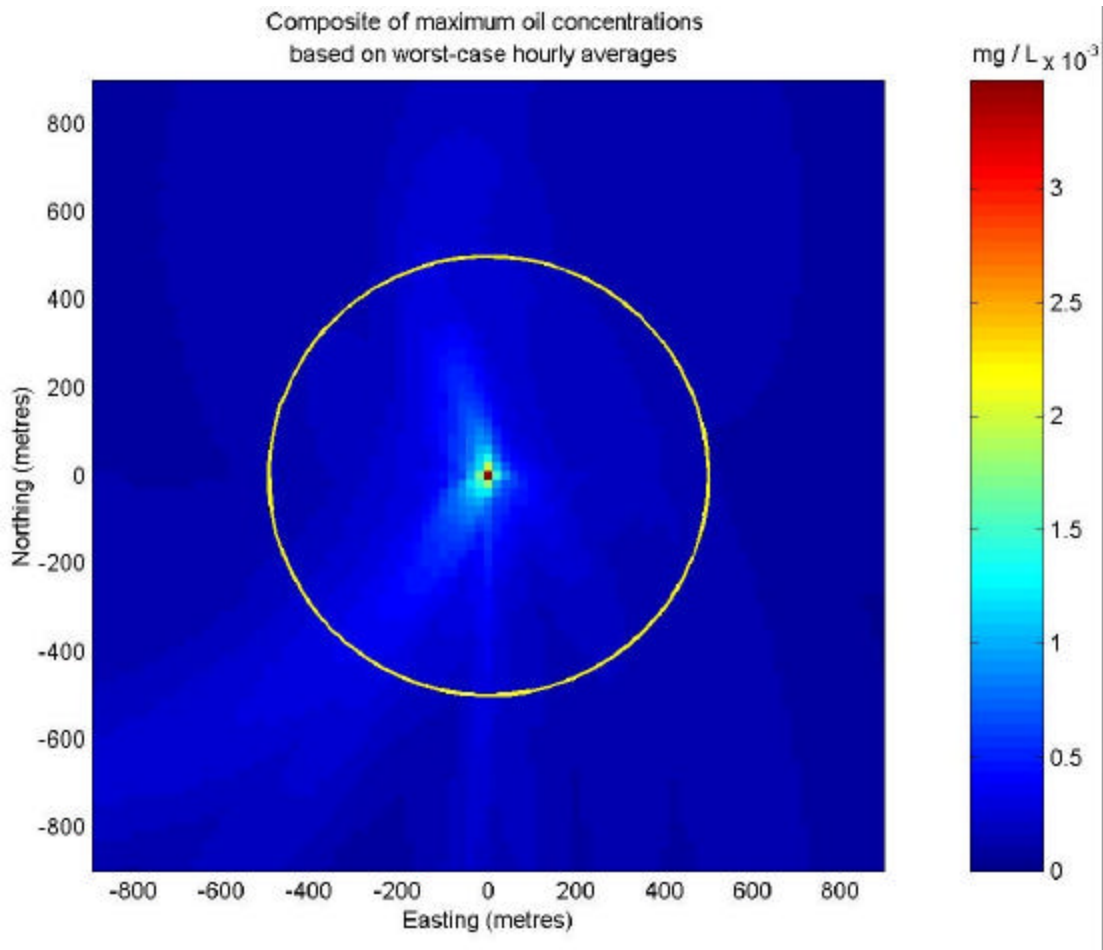 Composite of maximum oil concentrations
based on worst-case hourly averages
mg / L x 10-3
800
600
400
200
0
-200
-400
-600
-800
Northing (metres)
-800 -600 -400 -200 0 200 400 600 800
Easting (metres)
3
2.5
2
1.5
1
0.5
0